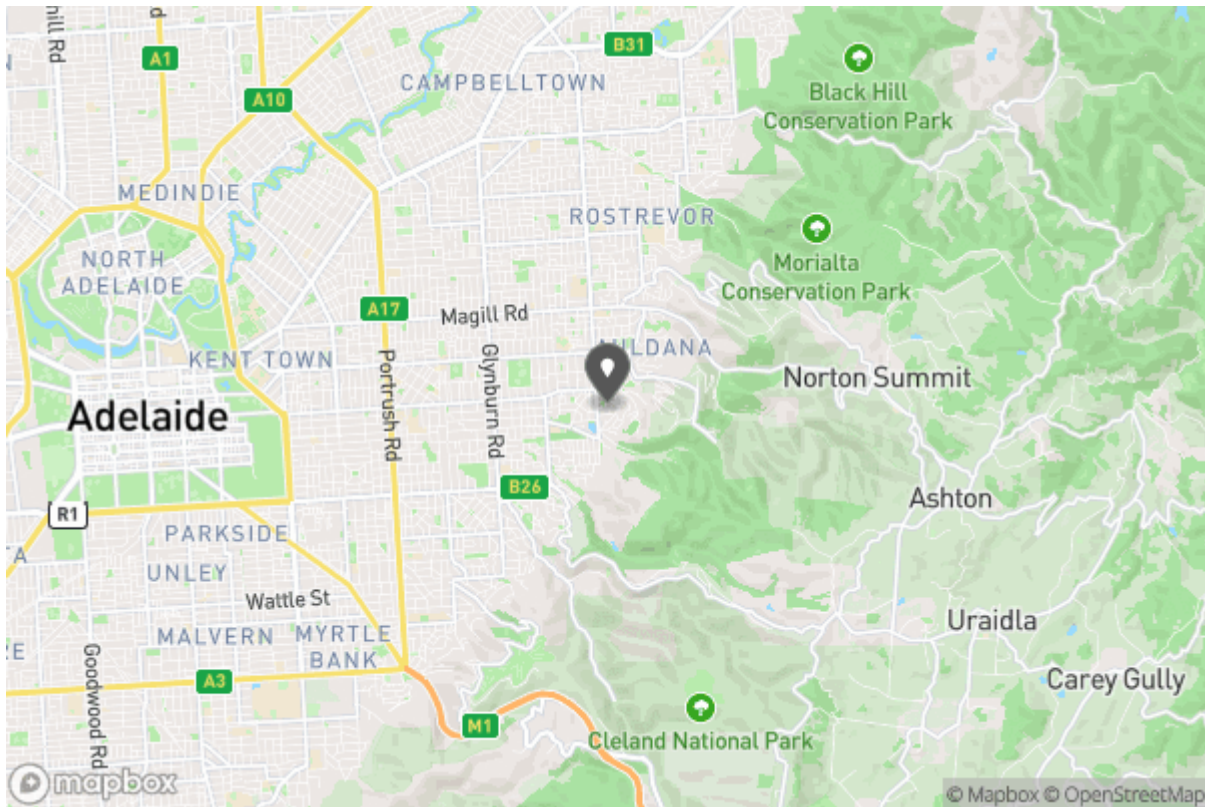 hill Rd
Rd
A1
B31
CAMPBELLTOWN
A10
Black Hill
Conservation Park
MEDINDIE
ROSTREVOR
NORTH
ADELAIDE
Morialta
Conservation Park
A17
Magill Rd
KENT TOWN
Portrush Rd
Glynburn Rd
Norton Summit
Adelaide
B26
Ashton
R1
PARKSIDE
UNLEY
Wattle St
Uraidla
MALVERN
MYRTLE
BANK
Goodwood Rd
A3
Carey Gully
M1
Cleland National Park
mapbox
© Mapbox © OpenStreetMap